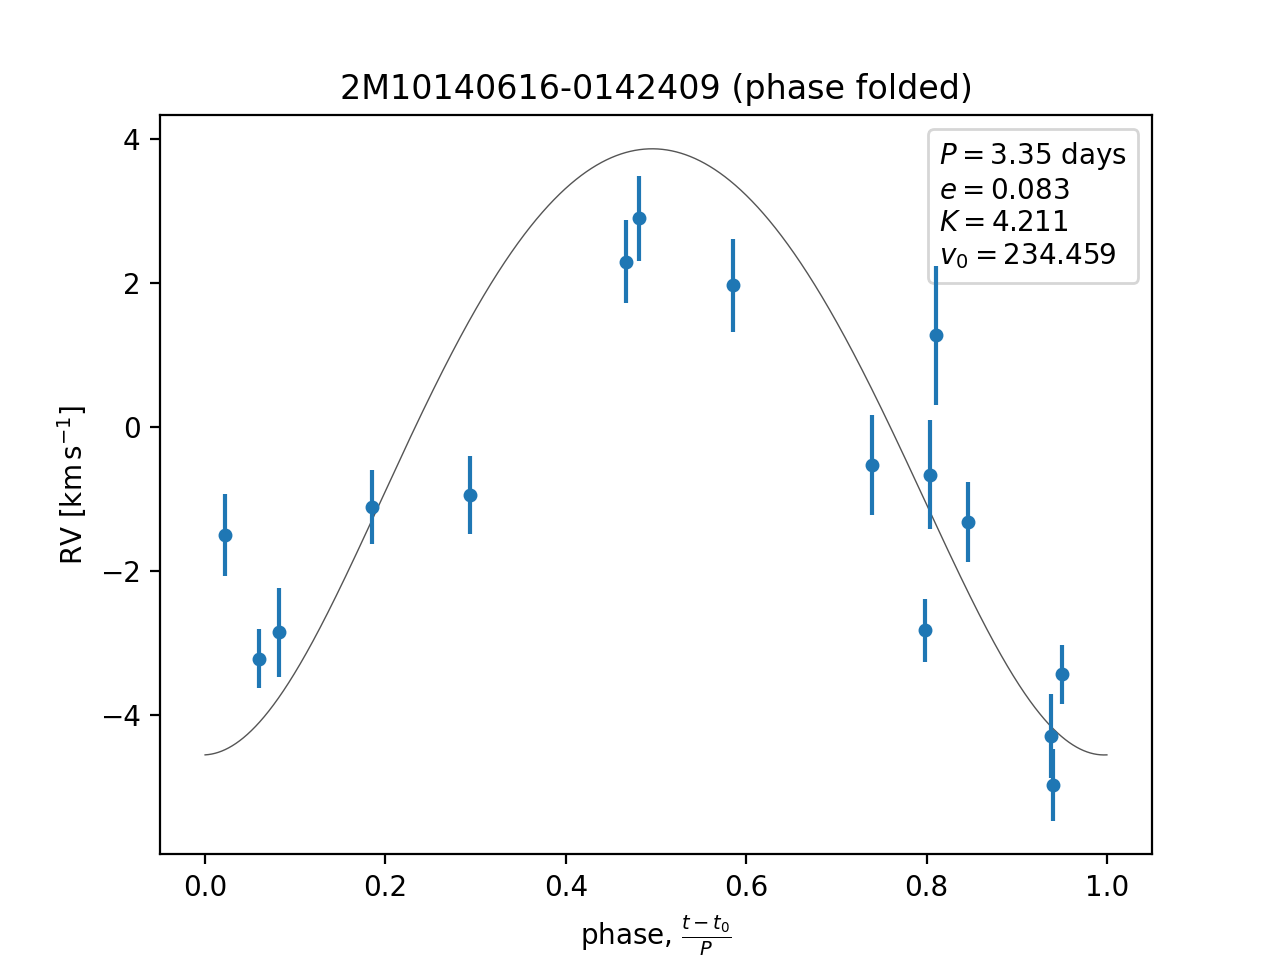 2M10140616-0142409 (phase folded)
P = 3.35 days
e = 0.083
K = 4.211
v₀ = 234.459
4
2
0
−2
−4
RV [km s⁻¹]
0.0 0.2 0.4 0.6 0.8 1.0
phase, (t − t₀)/P